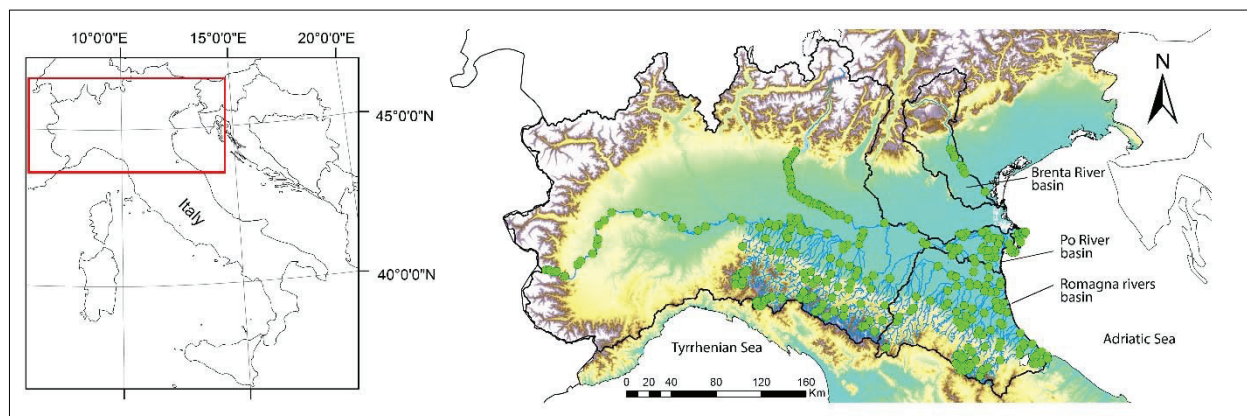 10°0'0"E
15°0'0"E
20°0'0"E
45°0'0"N
40°0'0"N
Italy
N
Brenta River
basin
Po River
basin
Romagna rivers
basin
Adriatic Sea
Tyrrhenian Sea
0 20 40 80 120 160
Km